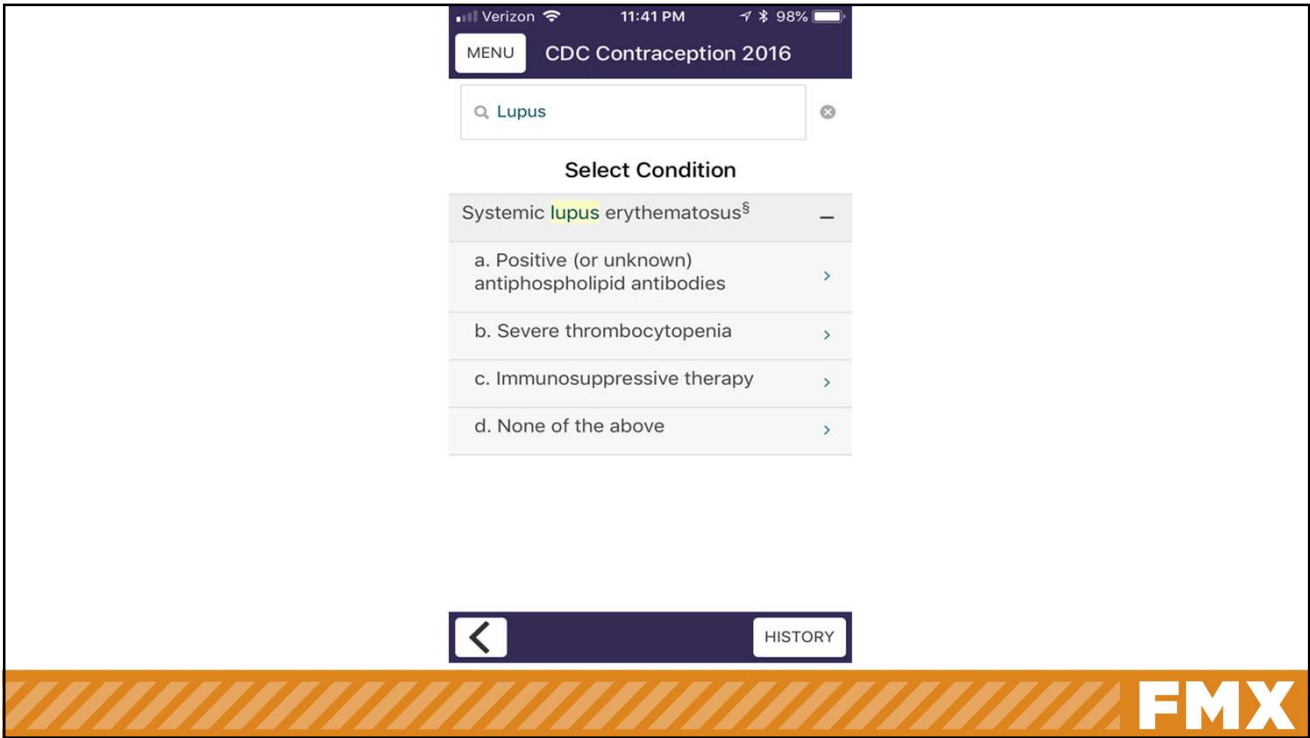 Verizon 11:41 PM 98%
MENU CDC Contraception 2016
Lupus
Select Condition
Systemic lupus erythematosus§
a. Positive (or unknown)
antiphospholipid antibodies
b. Severe thrombocytopenia
c. Immunosuppressive therapy
d. None of the above
HISTORY
FMX